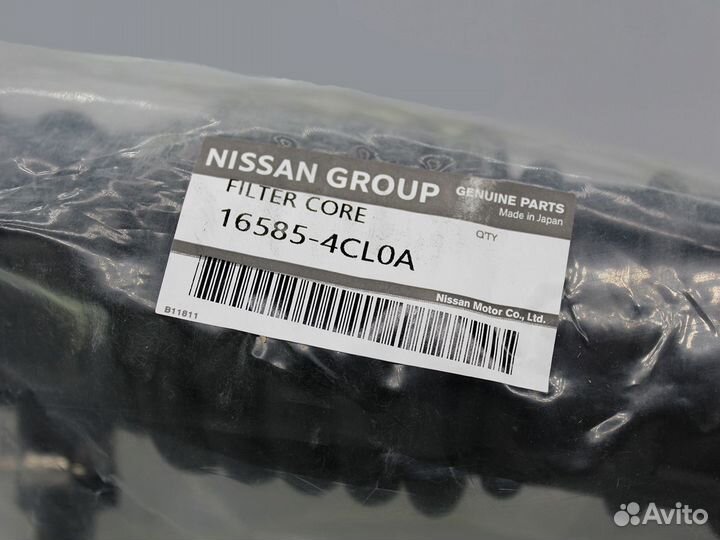 NISSAN GROUP
GENUINE PARTS
Made in Japan
FILTER CORE
QTY
16585-4CL0A
Nissan Motor Co., Ltd.
B11811
Avito